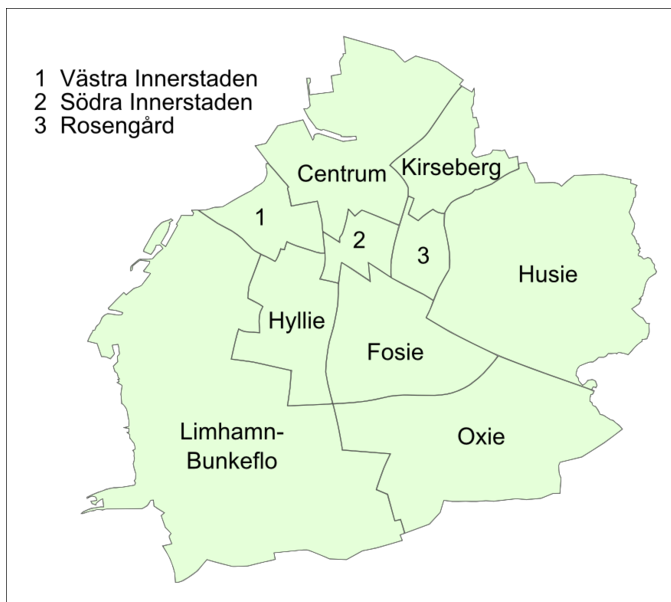 1 Västra Innerstaden
2 Södra Innerstaden
3 Rosengård
Centrum
Kirseberg
1
2
3
Husie
Hyllie
Fosie
Limhamn-
Bunkeflo
Oxie